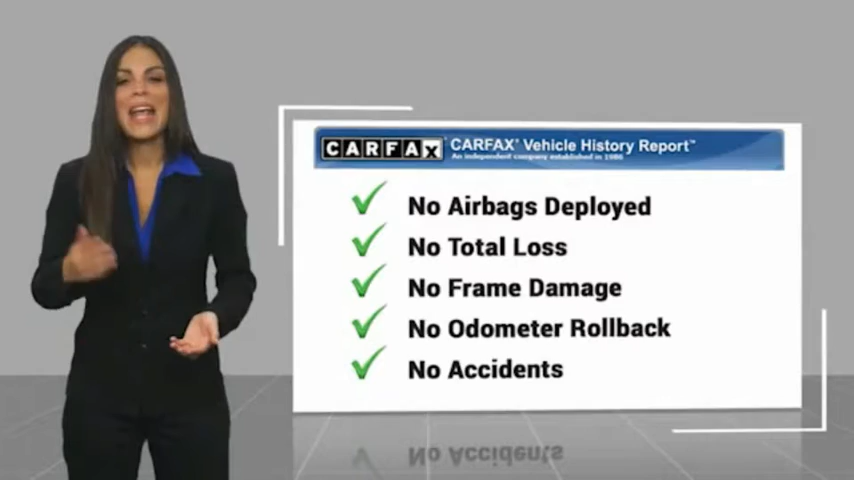 CARFAX CARFAX® Vehicle History Report™
An independent company established in 1986
No Airbags Deployed
No Total Loss
No Frame Damage
No Odometer Rollback
No Accidents
No Accidents